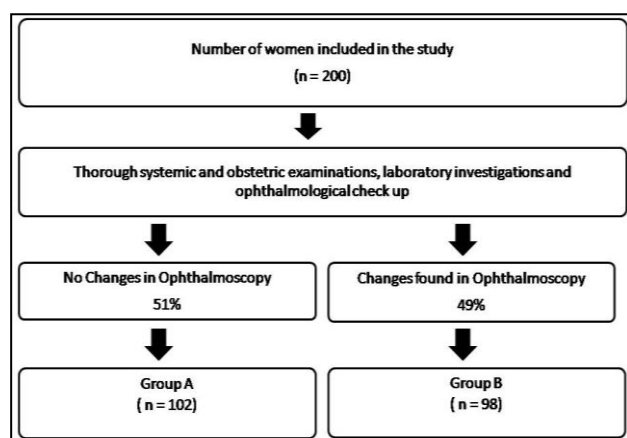 Number of women included in the study
(n = 200)
Thorough systemic and obstetric examinations, laboratory investigations and
ophthalmological check up
No Changes in Ophthalmoscopy
51%
Changes found in Ophthalmoscopy
49%
Group A
( n = 102)
Group B
( n = 98)